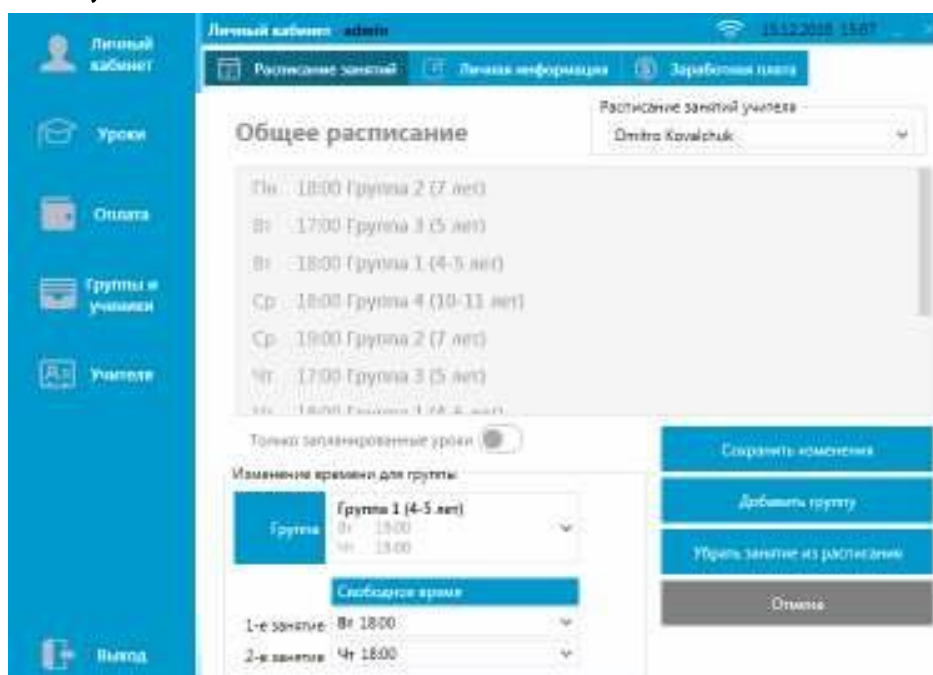 Личный кабинет admin
15.12.2018 15:07
Личный
кабинет
Уроки
Оплата
Группы и
ученики
Учителя
Выход
Расписание занятий
Личная информация
Заработная плата
Общее расписание
Расписание занятий учителя
Dmitro Kovalchuk
Пн 18:00 Группа 2 (7 лет)
Вт 17:00 Группа 3 (5 лет)
Вт 18:00 Группа 1 (4-5 лет)
Ср 18:00 Группа 4 (10-11 лет)
Ср 19:00 Группа 2 (7 лет)
Чт 17:00 Группа 3 (5 лет)
Только запланированные уроки
Изменение времени для группы
Группа
Группа 1 (4-5 лет)
Вт
Чт
Свободное время
1-е занятие Вт 18:00
2-е занятие Чт 18:00
Сохранить изменения
Добавить группу
Убрать занятие из расписания
Отмена